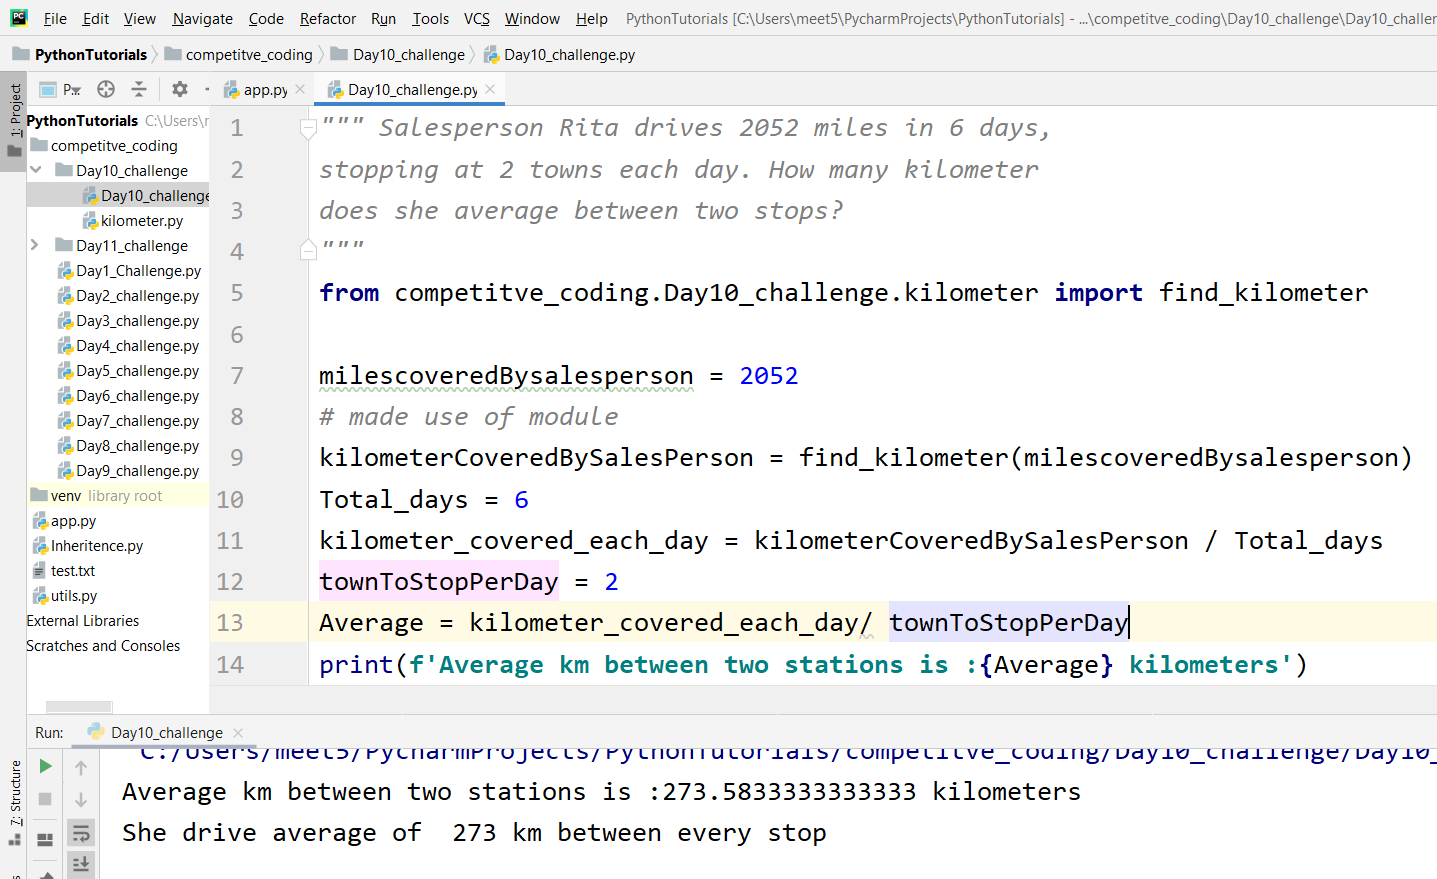 File Edit View Navigate Code Refactor Run Tools VCS Window Help PythonTutorials [C:\Users\meet5\PycharmProjects\PythonTutorials] - ...\competitve_coding\Day10_challenge\Day10_challen
PythonTutorials competitve_coding Day10_challenge Day10_challenge.py
1: Project
P...
app.py
Day10_challenge.py
PythonTutorials C:\Users\
competitve_coding
Day10_challenge
Day10_challenge
kilometer.py
Day11_challenge
Day1_Challenge.py
Day2_challenge.py
Day3_challenge.py
Day4_challenge.py
Day5_challenge.py
Day6_challenge.py
Day7_challenge.py
Day8_challenge.py
Day9_challenge.py
venv library root
app.py
Inheritence.py
test.txt
utils.py
External Libraries
Scratches and Consoles
1 """ Salesperson Rita drives 2052 miles in 6 days,
2 stopping at 2 towns each day. How many kilometer
3 does she average between two stops?
4 """
5 from competitve_coding.Day10_challenge.kilometer import find_kilometer
6
7 milescoveredBysalesperson = 2052
8 # made use of module
9 kilometerCoveredBySalesPerson = find_kilometer(milescoveredBysalesperson)
10 Total_days = 6
11 kilometer_covered_each_day = kilometerCoveredBySalesPerson / Total_days
12 townToStopPerDay = 2
13 Average = kilometer_covered_each_day/ townToStopPerDay
14 print(f'Average km between two stations is :{Average} kilometers')
Run: Day10_challenge
7: Structure
C:/Users/meet5/PycharmProjects/PythonTutorials/competitve_coding/Day10_challenge/Day10_
Average km between two stations is :273.5833333333333 kilometers
She drive average of  273 km between every stop